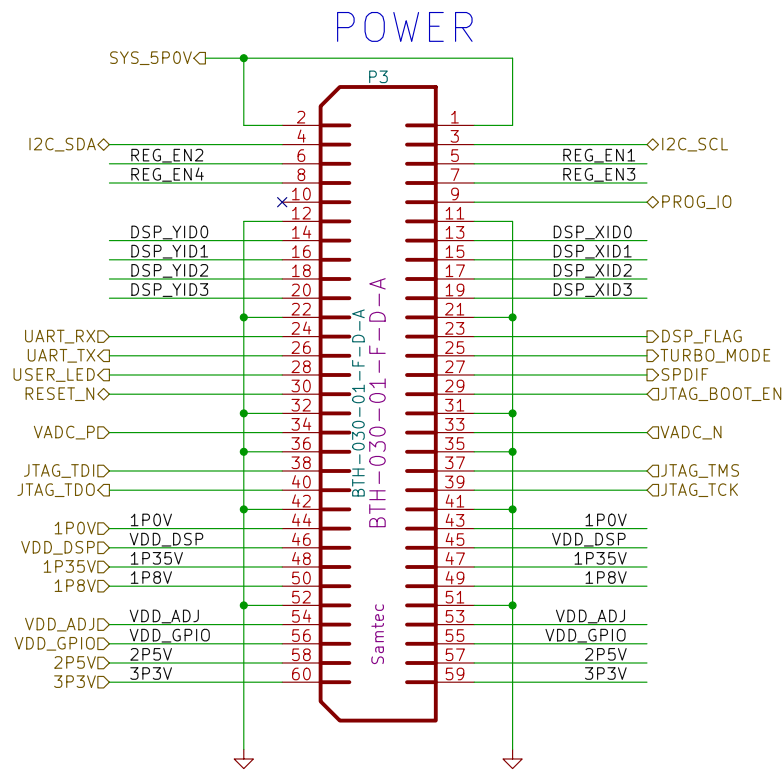 POWER
SYS_5P0V
P3
2 1
I2C_SDA 4 3 I2C_SCL
REG_EN2 6 5 REG_EN1
REG_EN4 8 7 REG_EN3
10 9 PROG_IO
12 11
DSP_YID0 14 13 DSP_XID0
DSP_YID1 16 15 DSP_XID1
DSP_YID2 18 17 DSP_XID2
DSP_YID3 20 19 DSP_XID3
22 21
UART_RX 24 23 DSP_FLAG
UART_TX 26 25 TURBO_MODE
USER_LED 28 27 SPDIF
RESET_N 30 29 JTAG_BOOT_EN
32 31
VADC_P 34 33 VADC_N
36 35
JTAG_TDI 38 37 JTAG_TMS
JTAG_TDO 40 39 JTAG_TCK
42 41
1P0V 1P0V 44 43 1P0V
VDD_DSP VDD_DSP 46 45 VDD_DSP
1P35V 1P35V 48 47 1P35V
1P8V 1P8V 50 49 1P8V
52 51
VDD_ADJ VDD_ADJ 54 53 VDD_ADJ
VDD_GPIO VDD_GPIO 56 55 VDD_GPIO
2P5V 2P5V 58 57 2P5V
3P3V 3P3V 60 59 3P3V
BTH-030-01-F-D-A
BTH-030-01-F-D-A
Samtec